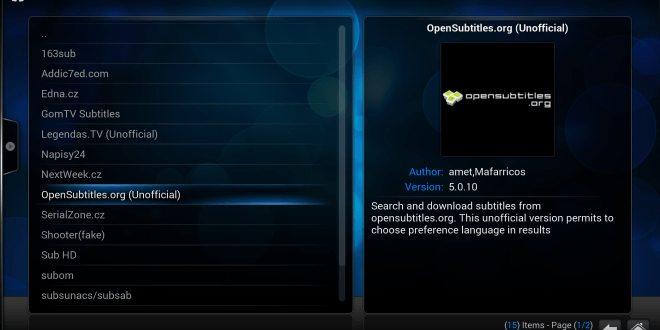 ..
163sub
Addic7ed.com
Edna.cz
GomTV Subtitles
Legendas.TV (Unofficial)
Napisy24
NextWeek.cz
OpenSubtitles.org (Unofficial)
SerialZone.cz
Shooter(fake)
Sub HD
subom
subsunacs/subsab
OpenSubtitles.org (Unofficial)
opensubtitles
.org
Author: amet,Mafarricos
Version: 5.0.10
Search and download subtitles from
opensubtitles.org. This unofficial version permits to
choose preference language in results
(15) Items - Page (1/2)